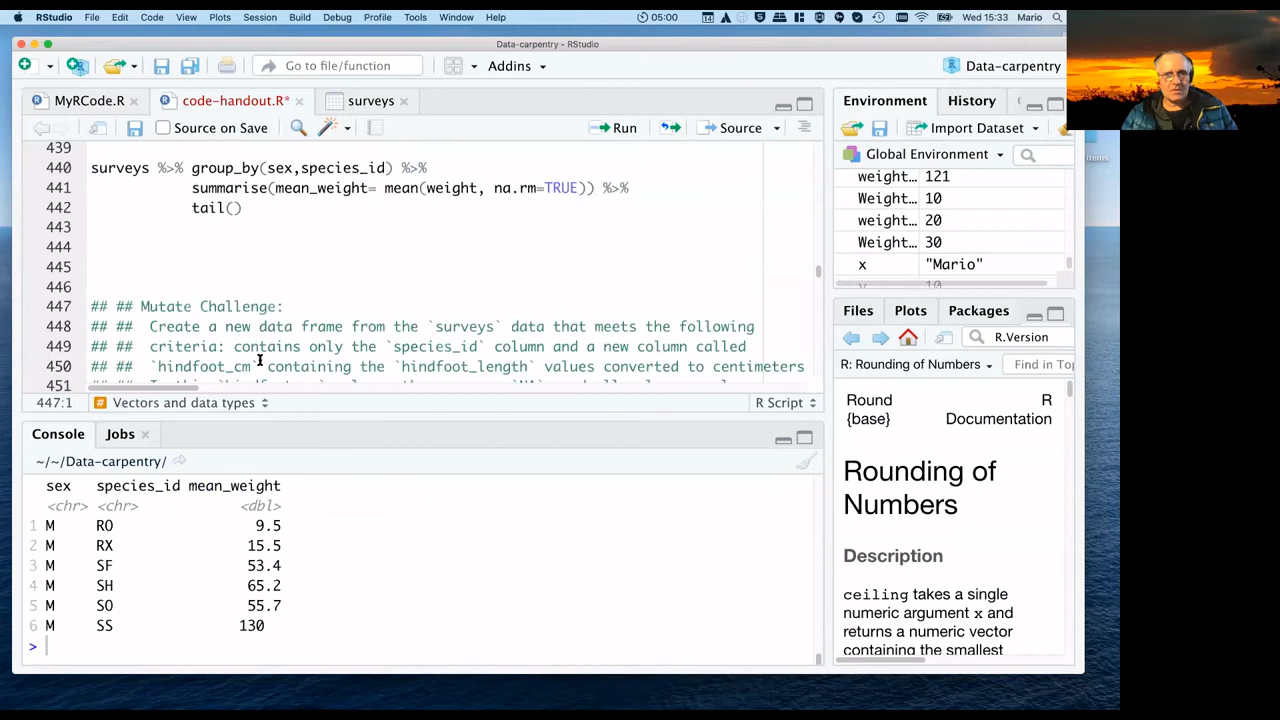 RStudio File Edit Code View Plots Session Build Debug Profile Tools Window Help 05:00 14 Wed 15:33 Mario
Data-carpentry - RStudio
Go to file/function Addins Data-carpentry
MyRCode.R code-handout.R* surveys
Source on Save Run Source
439
440 surveys %>% group_by(sex,species_id) %>%
441 summarise(mean_weight= mean(weight, na.rm=TRUE)) %>%
442 tail()
443
444
445
446
447 ## ## Mutate Challenge:
448 ## ## Create a new data frame from the `surveys` data that meets the following
449 ## ## criteria: contains only the `species_id` column and a new column called
450 ## ## `hindfoot_cm` containing the `hindfoot_length` values converted to centimeters
451
447:1 # Vectors and data types R Script
Console Jobs
~/~/Data-carpentry/
sex species_id mean_weight
<chr> <chr> <dbl>
1 M RO 9.5
2 M RX 15.5
3 M SF 53.4
4 M SH 65.2
5 M SO 55.7
6 M SS 130
>
Environment History
Import Dataset
Global Environment
weight… 121
Weight… 10
weight… 20
Weight… 30
x "Mario"
Files Plots Packages
R.Version
R: Rounding of Numbers Find in To
Round R
{base} Documentation
Rounding of
Numbers
Description
ceiling takes a single
numeric argument x and
returns a numeric vector
containing the smallest
items